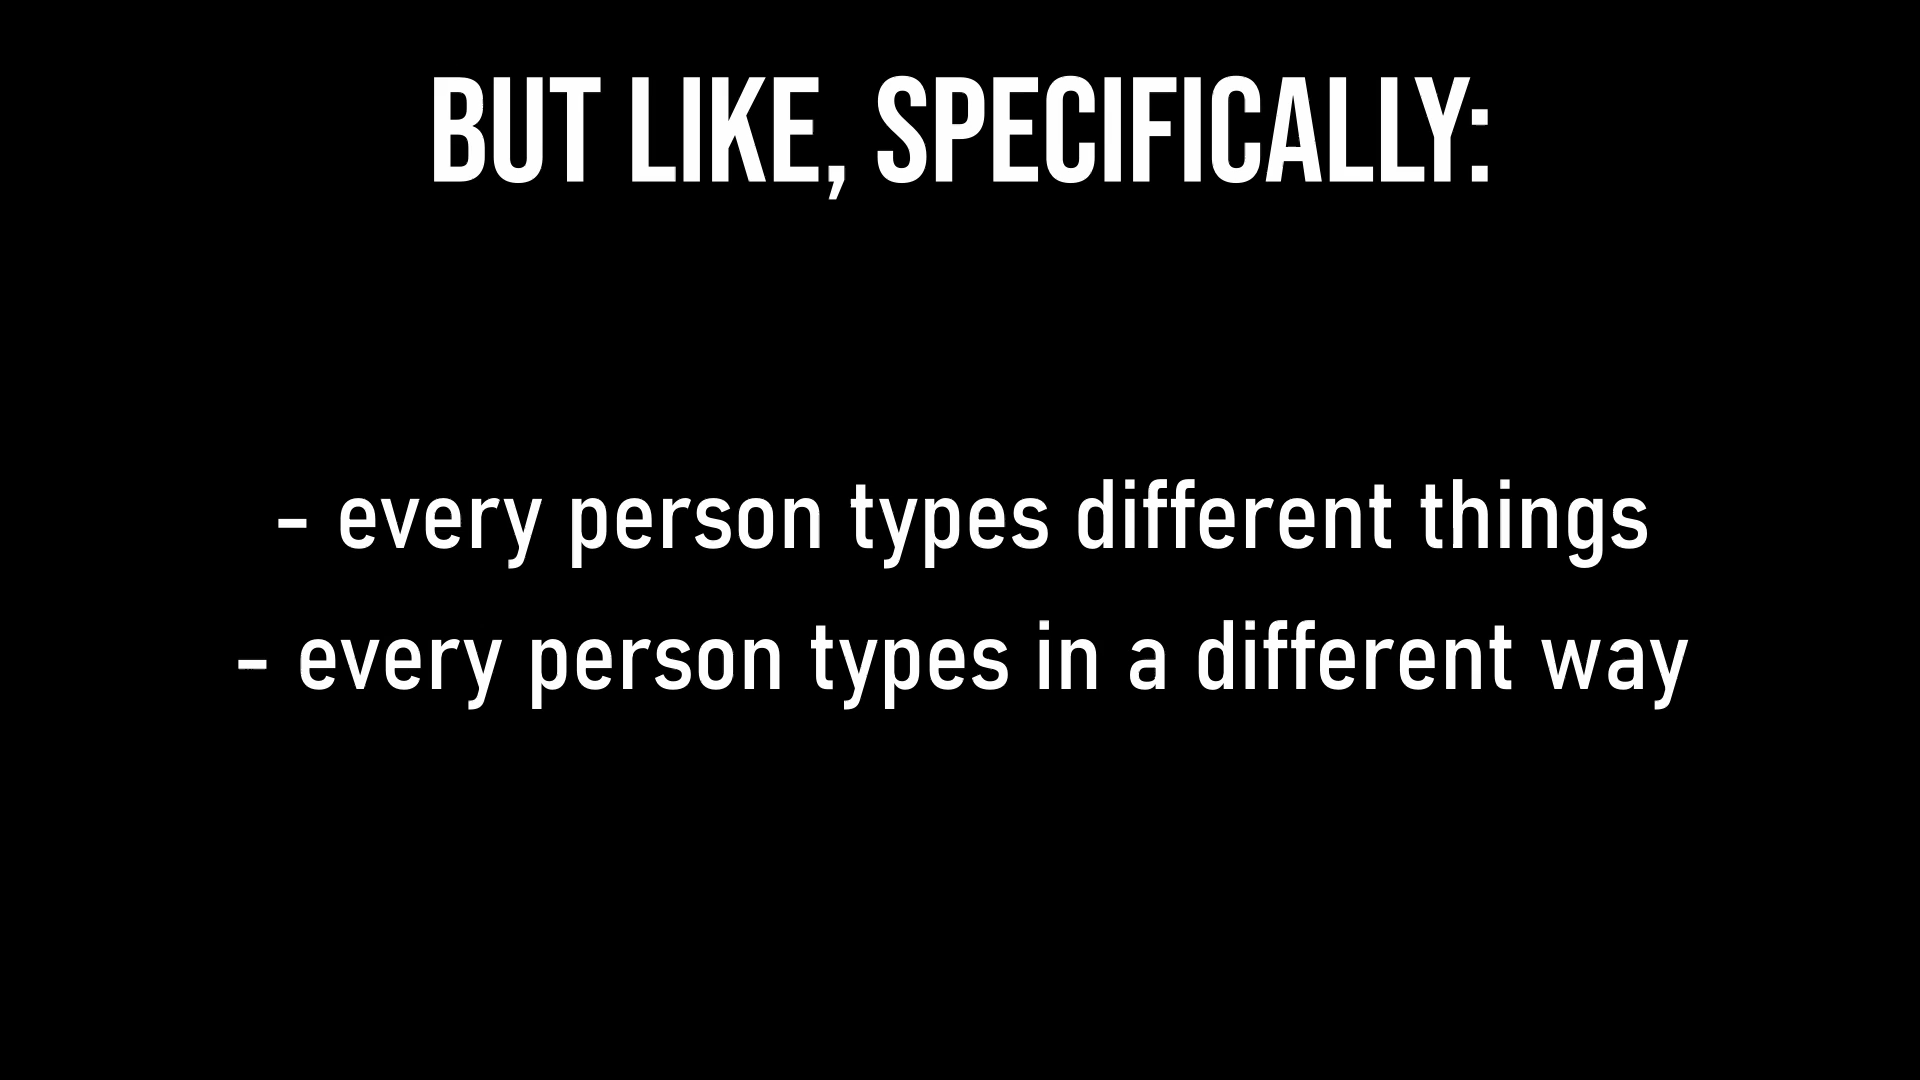 BUT LIKE, SPECIFICALLY:
- every person types different things
- every person types in a different way